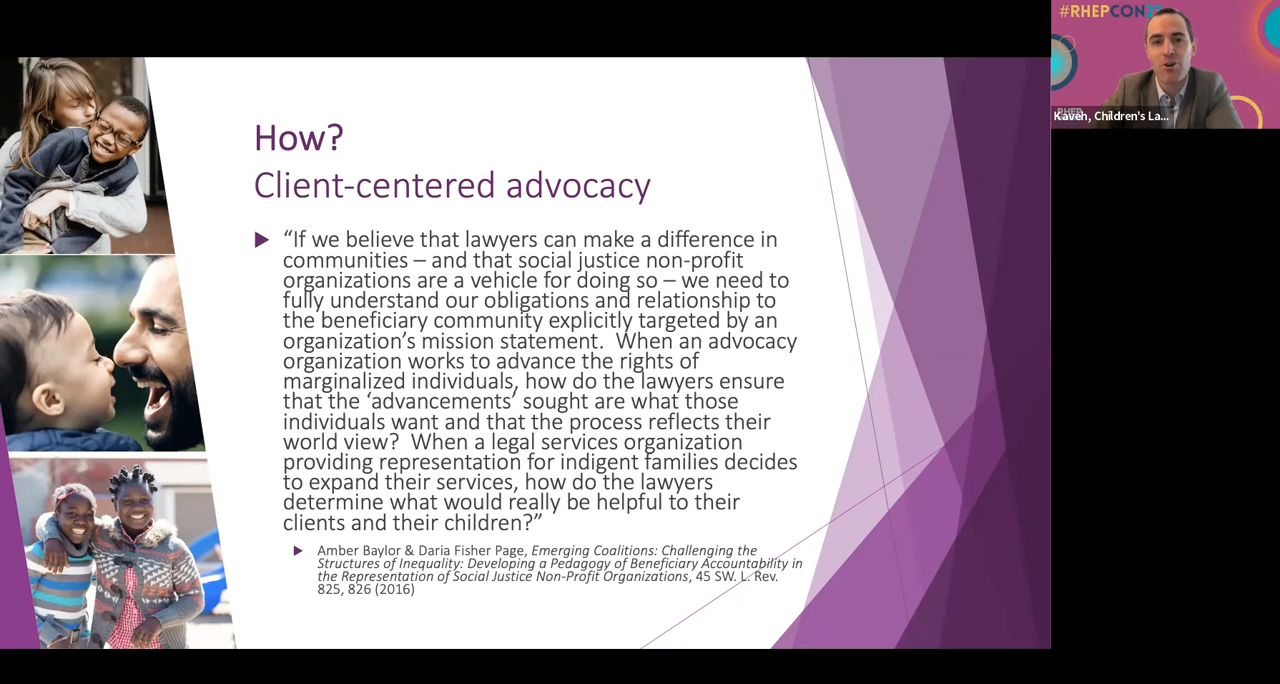 How?
Client-centered advocacy
“If we believe that lawyers can make a difference in
communities – and that social justice non-profit
organizations are a vehicle for doing so – we need to
fully understand our obligations and relationship to
the beneficiary community explicitly targeted by an
organization’s mission statement.  When an advocacy
organization works to advance the rights of
marginalized individuals, how do the lawyers ensure
that the ‘advancements’ sought are what those
individuals want and that the process reflects their
world view?  When a legal services organization
providing representation for indigent families decides
to expand their services, how do the lawyers
determine what would really be helpful to their
clients and their children?”
Amber Baylor & Daria Fisher Page, Emerging Coalitions: Challenging the
Structures of Inequality: Developing a Pedagogy of Beneficiary Accountability in
the Representation of Social Justice Non-Profit Organizations, 45 SW. L. Rev.
825, 826 (2016)
Kaveh, Children's La...